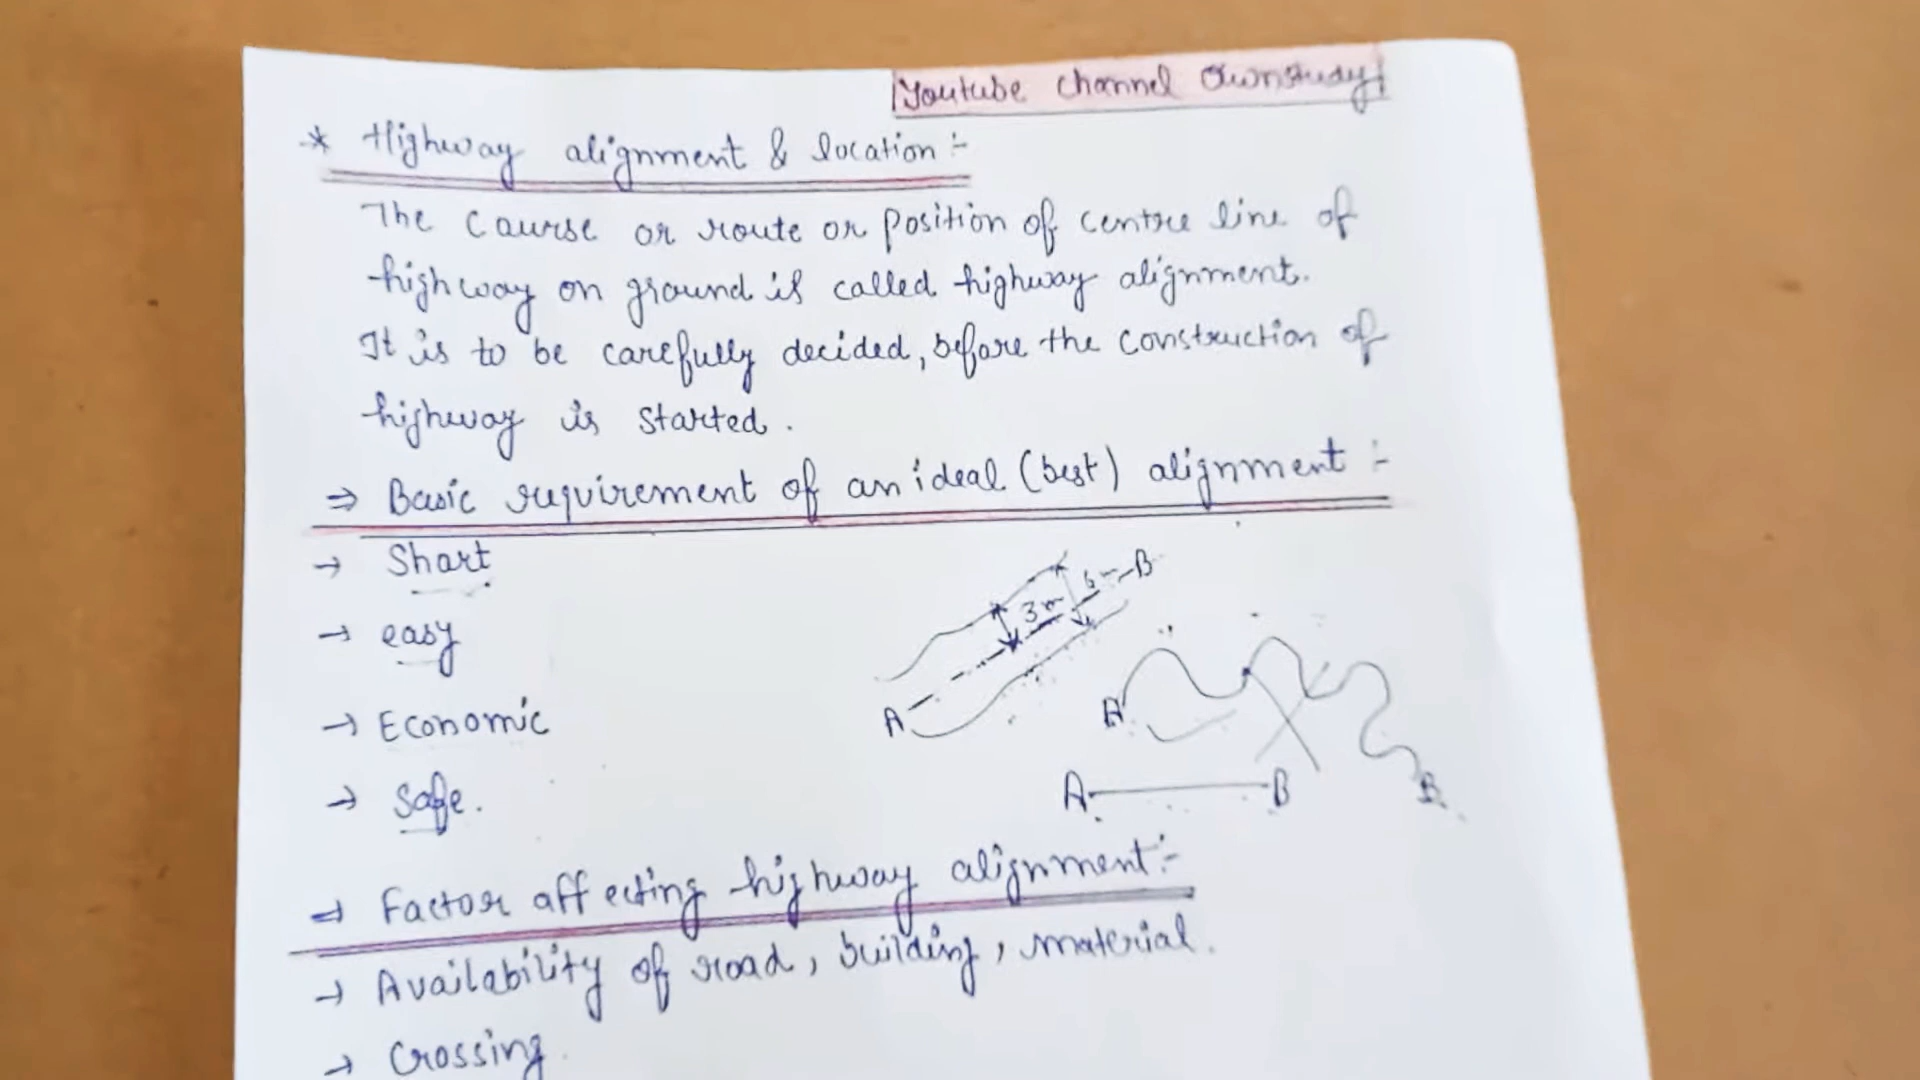 Youtube channel Ownstudy
* Highway alignment & location :-
The Caurse or route or position of centre line of
highway on ground is called highway alignment.
It is to be carefully decided, before the construction of
highway is started.
⇒ Basic requirement of an ideal (best) alignment :-
→ Short
→ easy
→ Economic
→ safe.
A 3m 6m B
A B
A B
→ Factor affecting highway alignment :-
→ Availability of road, building, material.
→ Crossing